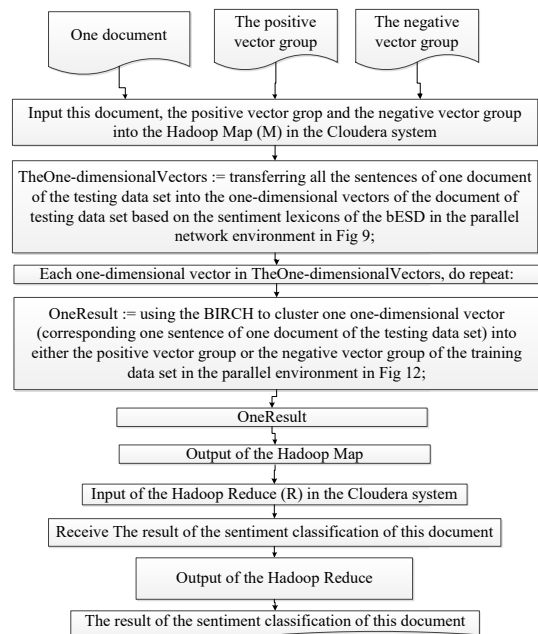 One document
The positive
vector group
The negative
vector group
Input this document, the positive vector grop and the negative vector group
into the Hadoop Map (M) in the Cloudera system
TheOne-dimensionalVectors := transferring all the sentences of one document
of the testing data set into the one-dimensional vectors of the document of
testing data set based on the sentiment lexicons of the bESD in the parallel
network environment in Fig 9;
Each one-dimensional vector in TheOne-dimensionalVectors, do repeat:
OneResult := using the BIRCH to cluster one one-dimensional vector
(corresponding one sentence of one document of the testing data set) into
either the positive vector group or the negative vector group of the training
data set in the parallel environment in Fig 12;
OneResult
Output of the Hadoop Map
Input of the Hadoop Reduce (R) in the Cloudera system
Receive The result of the sentiment classification of this document
Output of the Hadoop Reduce
The result of the sentiment classification of this document